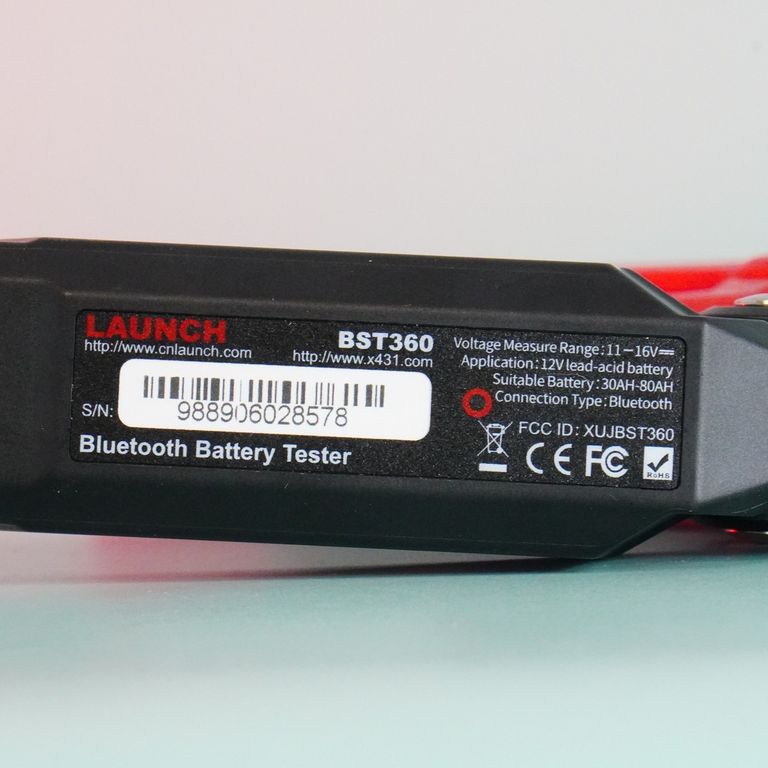 LAUNCH
BST360
http://www.cnlaunch.com
http://www.x431.com
S/N: 988906028578
Bluetooth Battery Tester
Voltage Measure Range: 11-16V⎓
Application: 12V lead-acid battery
Suitable Battery: 30AH-80AH
Connection Type: Bluetooth
FCC ID: XUJBST360
CE FC RoHS